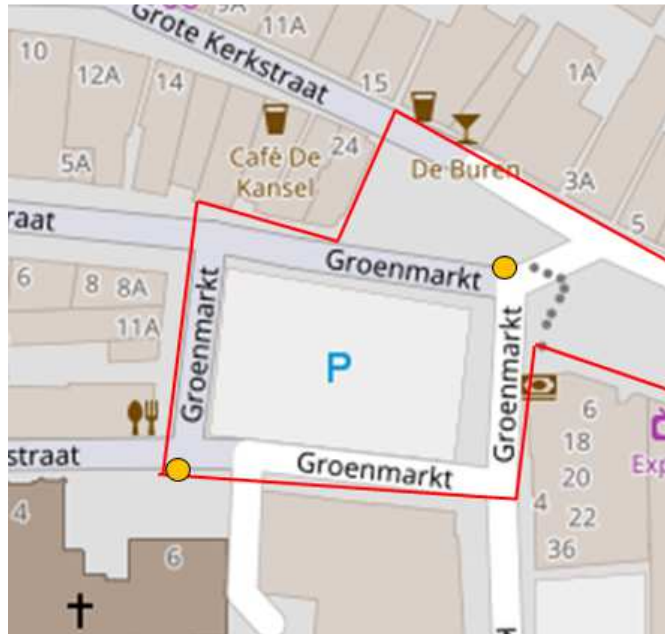 9A
11A
Grote Kerkstraat
10
12A
14
15
1A
24
Café De
Kansel
De Buren
5A
3A
5
raat
Groenmarkt
6
8
8A
11A
Groenmarkt
P
Groenmarkt
6
18
20
22
36
4
Exp
straat
Groenmarkt
4
6